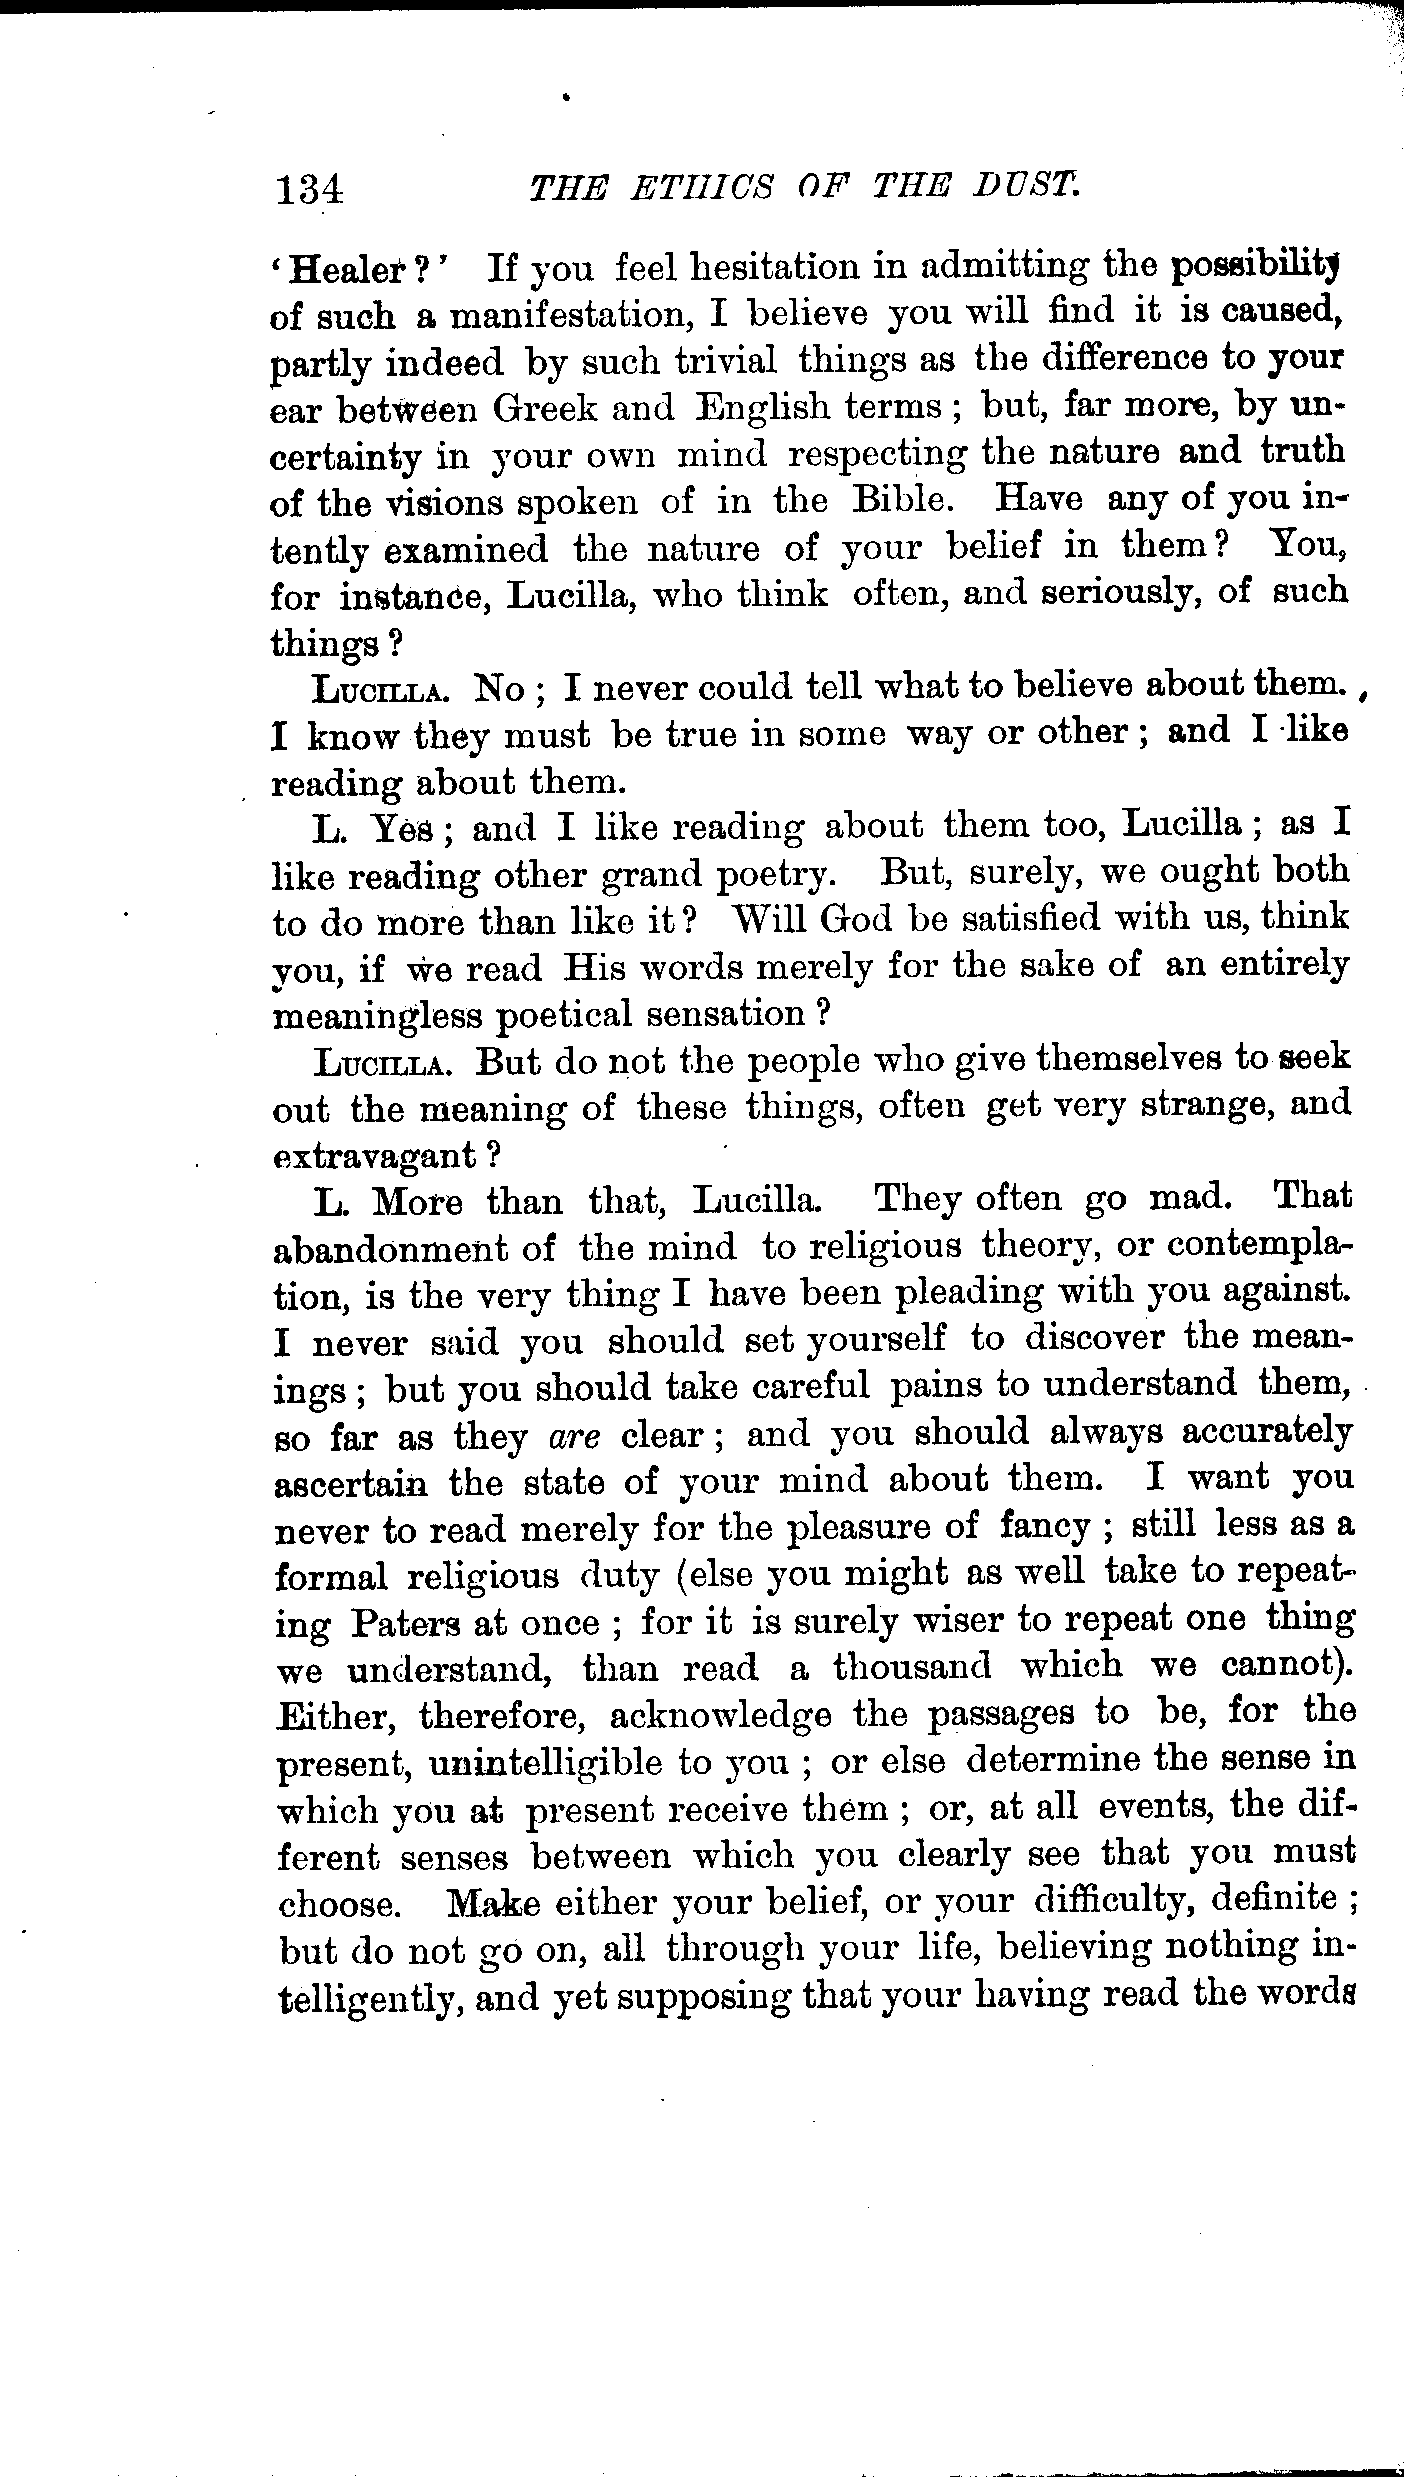 134 THE ETHICS OF THE DUST.
‘Healer?’ If you feel hesitation in admitting the possibility
of such a manifestation, I believe you will find it is caused,
partly indeed by such trivial things as the difference to your
ear between Greek and English terms; but, far more, by un-
certainty in your own mind respecting the nature and truth
of the visions spoken of in the Bible. Have any of you in-
tently examined the nature of your belief in them? You,
for instance, Lucilla, who think often, and seriously, of such
things?
LUCILLA. No; I never could tell what to believe about them.
I know they must be true in some way or other; and I like
reading about them.
L. Yes; and I like reading about them too, Lucilla; as I
like reading other grand poetry. But, surely, we ought both
to do more than like it? Will God be satisfied with us, think
you, if we read His words merely for the sake of an entirely
meaningless poetical sensation?
LUCILLA. But do not the people who give themselves to seek
out the meaning of these things, often get very strange, and
extravagant?
L. More than that, Lucilla. They often go mad. That
abandonment of the mind to religious theory, or contempla-
tion, is the very thing I have been pleading with you against.
I never said you should set yourself to discover the mean-
ings; but you should take careful pains to understand them,
so far as they are clear; and you should always accurately
ascertain the state of your mind about them. I want you
never to read merely for the pleasure of fancy; still less as a
formal religious duty (else you might as well take to repeat-
ing Paters at once; for it is surely wiser to repeat one thing
we understand, than read a thousand which we cannot).
Either, therefore, acknowledge the passages to be, for the
present, unintelligible to you; or else determine the sense in
which you at present receive them; or, at all events, the dif-
ferent senses between which you clearly see that you must
choose. Make either your belief, or your difficulty, definite;
but do not go on, all through your life, believing nothing in-
telligently, and yet supposing that your having read the words